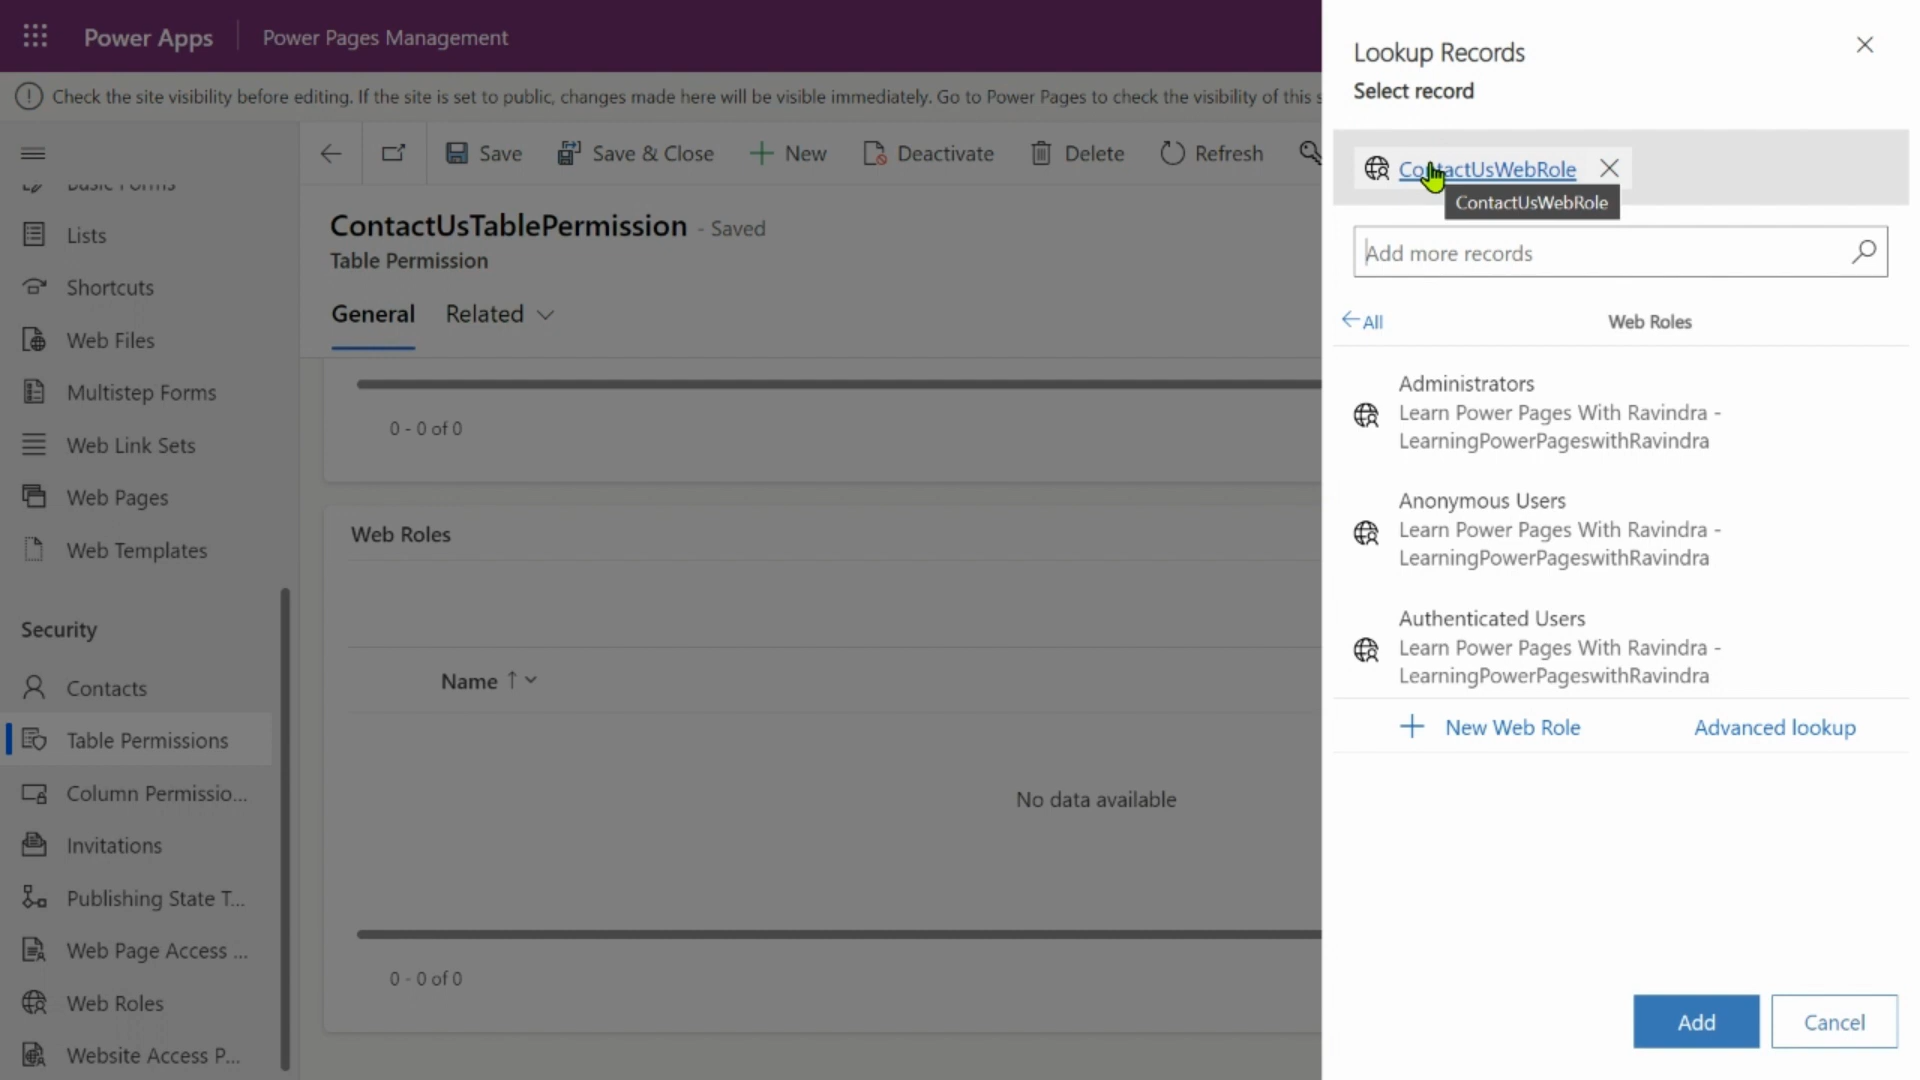 Power Apps
Power Pages Management
Check the site visibility before editing. If the site is set to public, changes made here will be visible immediately. Go to Power Pages to check the visibility of this s
Save
Save & Close
New
Deactivate
Delete
Refresh
Basic Forms
Lists
Shortcuts
Web Files
Multistep Forms
Web Link Sets
Web Pages
Web Templates
Security
Contacts
Table Permissions
Column Permissio...
Invitations
Publishing State T...
Web Page Access ...
Web Roles
Website Access P...
ContactUsTablePermission - Saved
Table Permission
General
Related
0 - 0 of 0
Web Roles
Name
No data available
0 - 0 of 0
Lookup Records
Select record
ContactUsWebRole
ContactUsWebRole
Add more records
All
Web Roles
Administrators
Learn Power Pages With Ravindra -
LearningPowerPageswithRavindra
Anonymous Users
Learn Power Pages With Ravindra -
LearningPowerPageswithRavindra
Authenticated Users
Learn Power Pages With Ravindra -
LearningPowerPageswithRavindra
New Web Role
Advanced lookup
Add
Cancel